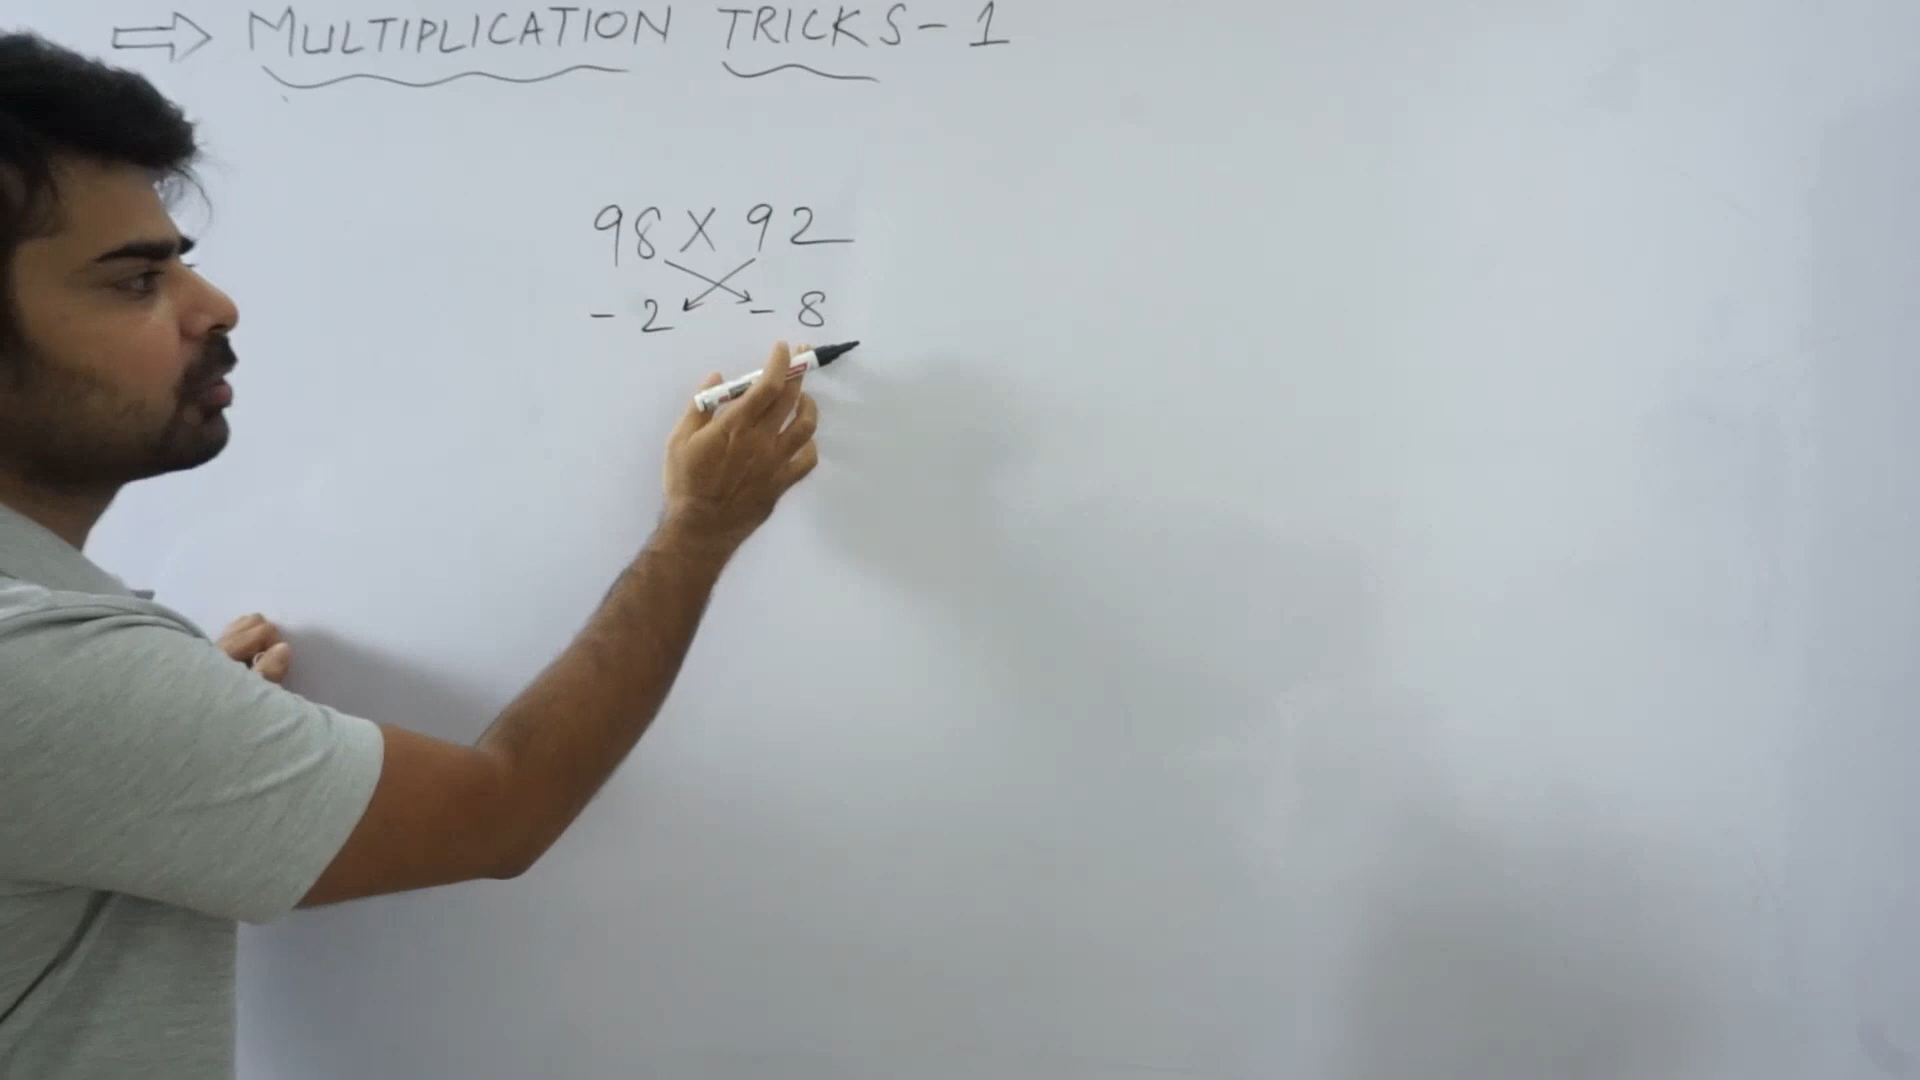 ⇒ MULTIPLICATION TRICKS - 1
98 X 92
- 2 - 8